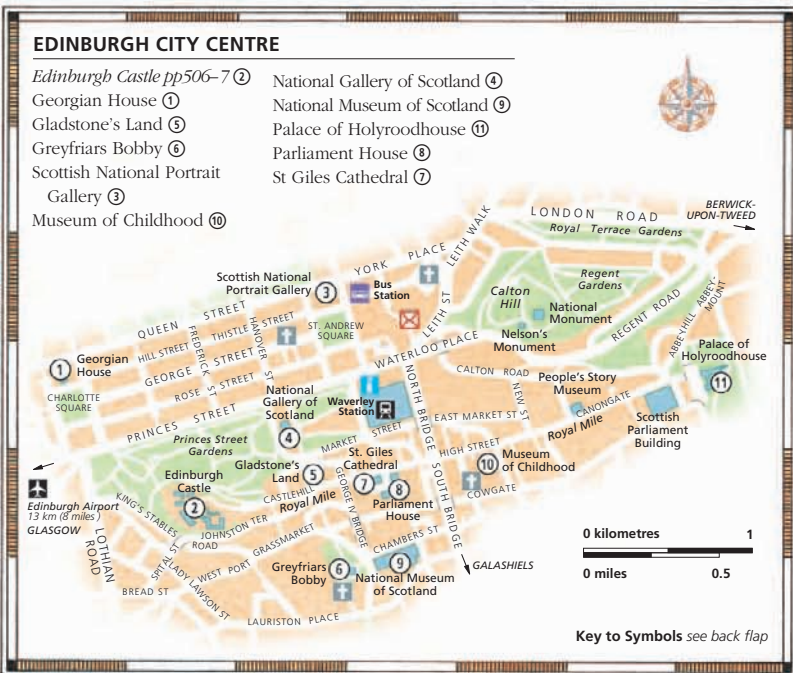 EDINBURGH CITY CENTRE
Edinburgh Castle pp506–7 ②
Georgian House ①
Gladstone's Land ⑤
Greyfriars Bobby ⑥
Scottish National Portrait
Gallery ③
Museum of Childhood ⑩
National Gallery of Scotland ④
National Museum of Scotland ⑨
Palace of Holyroodhouse ⑪
Parliament House ⑧
St Giles Cathedral ⑦
BERWICK-
UPON-TWEED
LONDON ROAD
Royal Terrace Gardens
LEITH WALK
YORK PLACE
Scottish National
Portrait Gallery
③
Bus
Station
Calton
Hill
Regent
Gardens
National
Monument
Nelson's
Monument
REGENT ROAD
ABBEYHILL
ABBEY-
MOUNT
LEITH ST
QUEEN STREET
THISTLE STREET
HILL STREET
FREDERICK ST
HANOVER ST
ST. ANDREW
SQUARE
GEORGE STREET
ROSE STREET
WATERLOO PLACE
①
Georgian
House
CHARLOTTE
SQUARE
PRINCES STREET
National
Gallery of
Scotland
④
Waverley
Station
CALTON ROAD
NEW ST
People's Story
Museum
Palace of
Holyroodhouse
⑪
CANONGATE
Royal Mile
Scottish
Parliament
Building
NORTH BRIDGE
EAST MARKET ST
Princes Street
Gardens
MARKET STREET
HIGH STREET
Museum
of Childhood
⑩
COWGATE
Edinburgh
Castle
②
Gladstone's
Land
⑤
St. Giles
Cathedral
⑦
⑧
Parliament
House
CASTLEHILL
Royal Mile
GEORGE IV BRIDGE
SOUTH BRIDGE
Edinburgh Airport
13 km (8 miles )
GLASGOW
KING'S STABLES
ROAD
JOHNSTON TER
GRASSMARKET
WEST PORT
LOTHIAN
ROAD
SPITAL ST
LADY LAWSON ST
BREAD ST
LAURISTON PLACE
CHAMBERS ST
Greyfriars
Bobby
⑥
⑨
National Museum
of Scotland
GALASHIELS
0 kilometres 1
0 miles 0.5
Key to Symbols see back flap